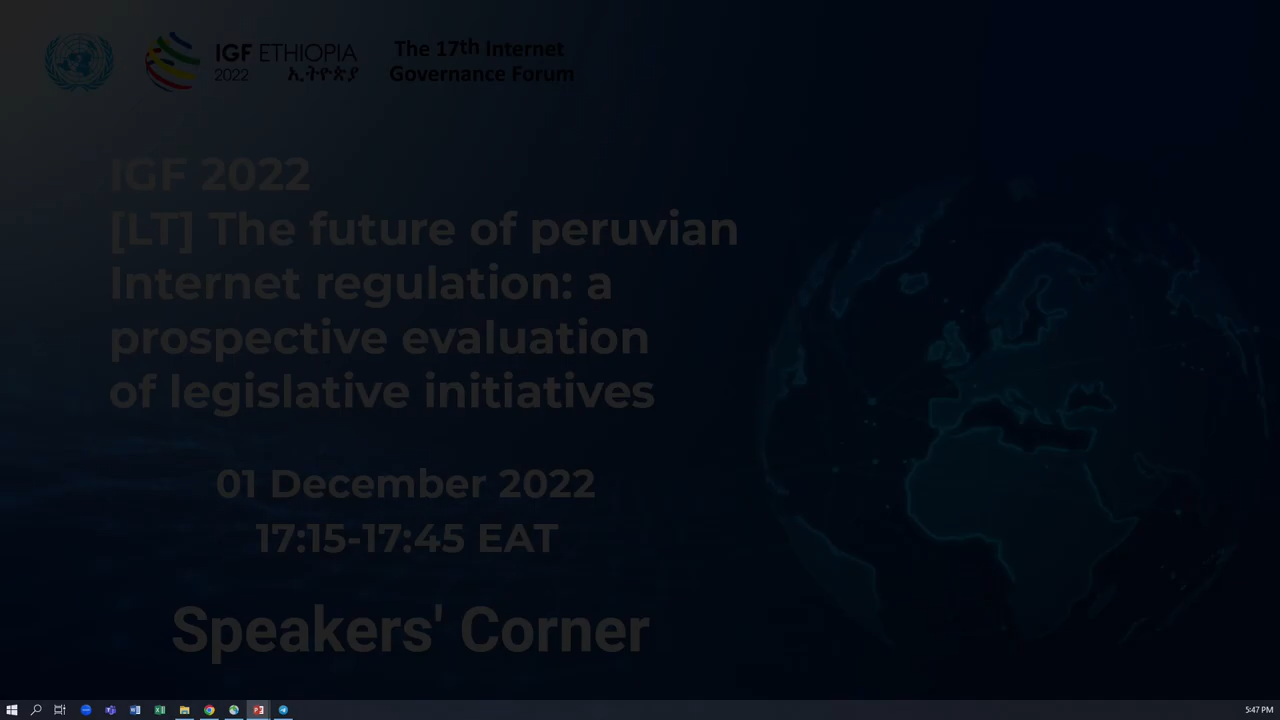 IGF ETHIOPIA
2022 ኢትዮጵያ
The 17th Internet
Governance Forum
IGF 2022
[LT] The future of peruvian
Internet regulation: a
prospective evaluation
of legislative initiatives
01 December 2022
17:15-17:45 EAT
Speakers' Corner
5:47 PM